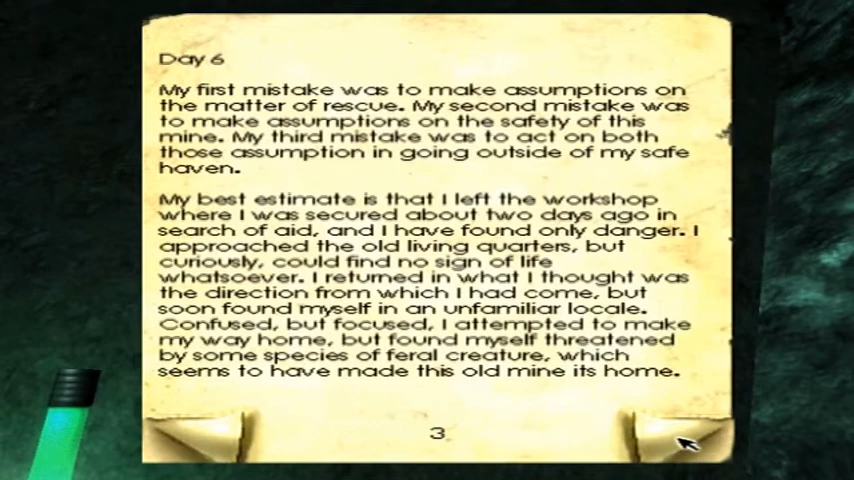 Day 6
My first mistake was to make assumptions on
the matter of rescue. My second mistake was
to make assumptions on the safety of this
mine. My third mistake was to act on both
those assumption in going outside of my safe
haven.
My best estimate is that I left the workshop
where I was secured about two days ago in
search of aid, and I have found only danger. I
approached the old living quarters, but
curiously, could find no sign of life
whatsoever. I returned in what I thought was
the direction from which I had come, but
soon found myself in an unfamiliar locale.
Confused, but focused, I attempted to make
my way home, but found myself threatened
by some species of feral creature, which
seems to have made this old mine its home.
3